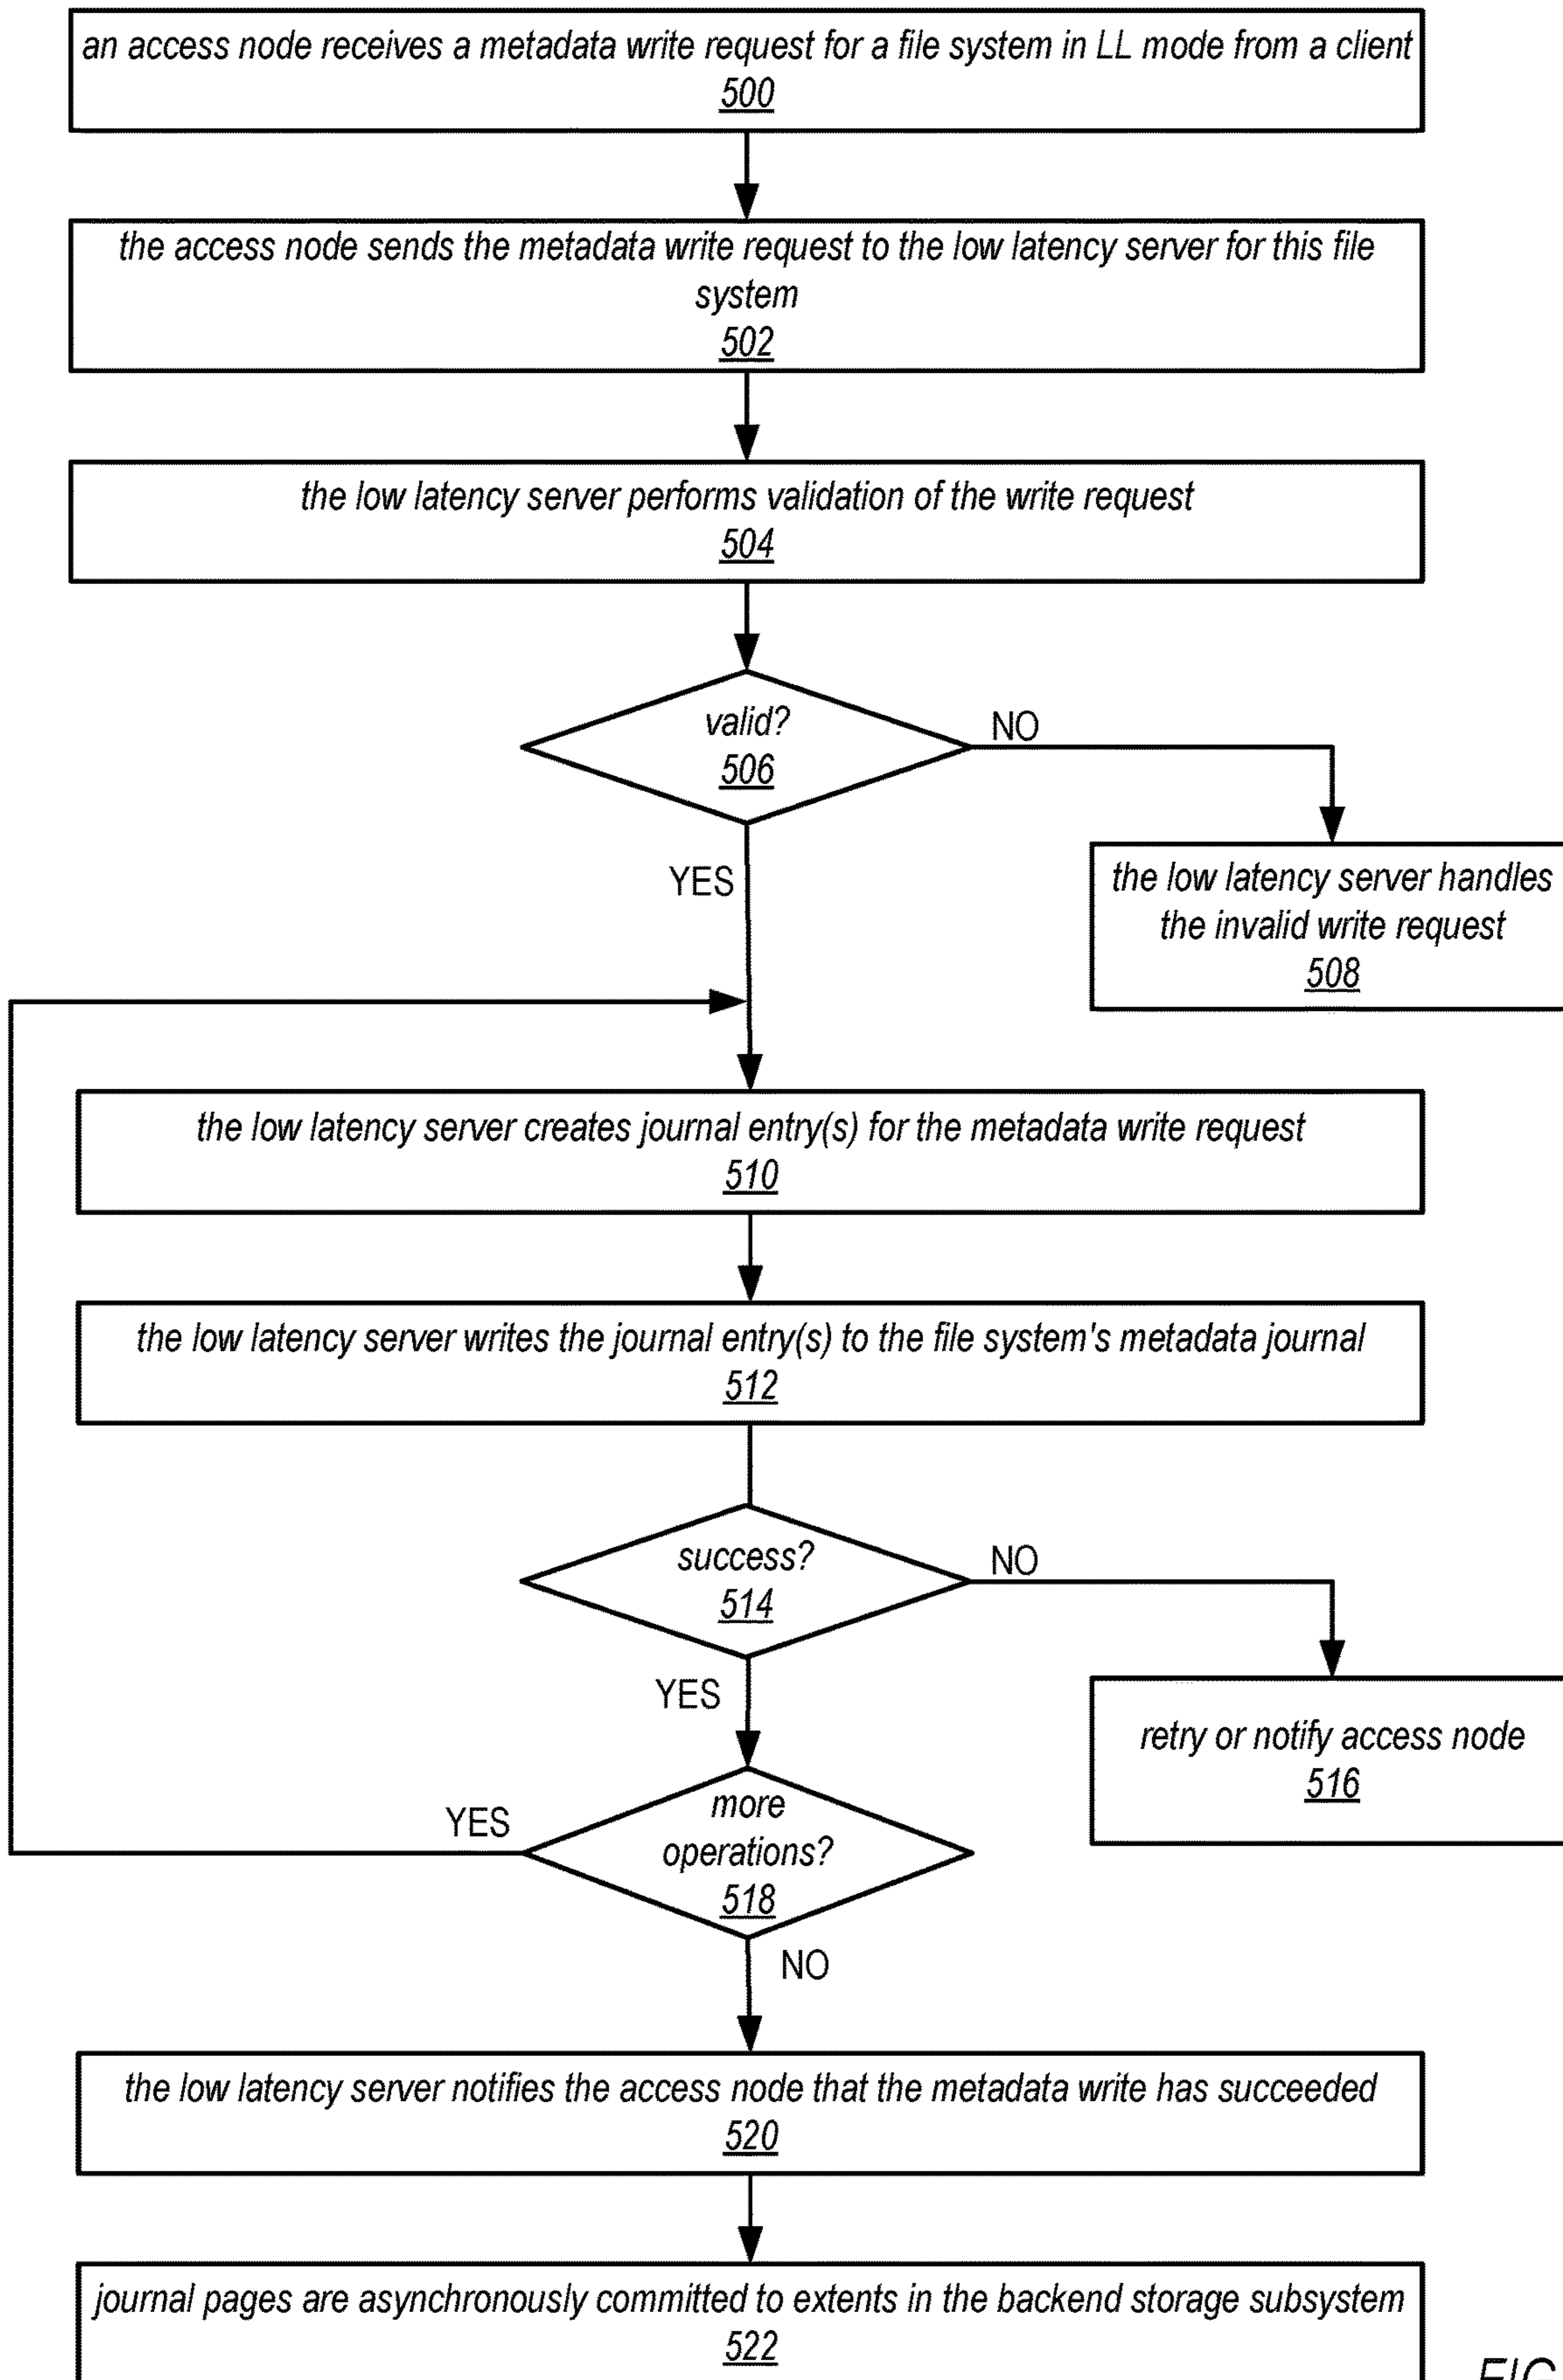 an access node receives a metadata write request for a file system in LL mode from a client
500
the access node sends the metadata write request to the low latency server for this file
system
502
the low latency server performs validation of the write request
504
valid?
506
NO
YES
the low latency server handles
the invalid write request
508
the low latency server creates journal entry(s) for the metadata write request
510
the low latency server writes the journal entry(s) to the file system's metadata journal
512
success?
514
NO
YES
retry or notify access node
516
more
operations?
518
YES
NO
the low latency server notifies the access node that the metadata write has succeeded
520
journal pages are asynchronously committed to extents in the backend storage subsystem
522
FIG